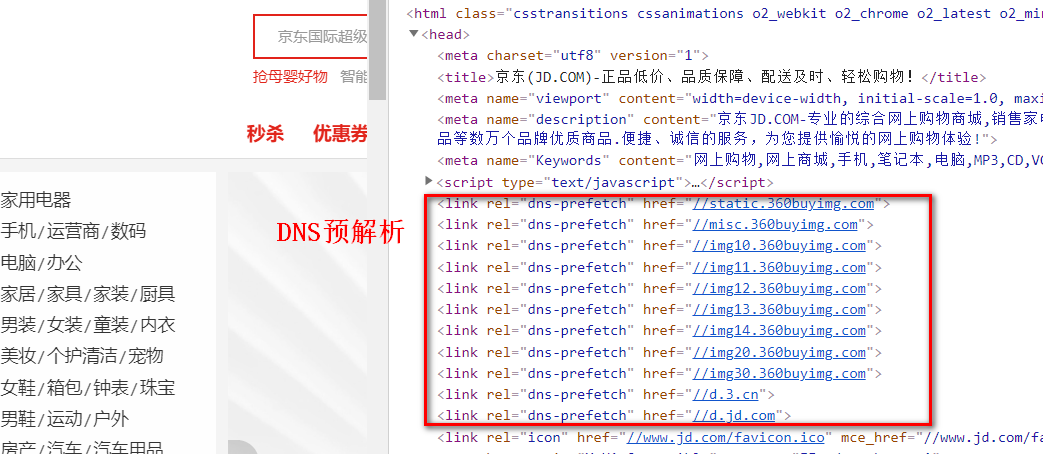 京东国际超级
抢母婴好物 智能
秒杀 优惠券
家用电器
手机/运营商/数码
电脑/办公
家居/家具/家装/厨具
男装/女装/童装/内衣
美妆/个护清洁/宠物
女鞋/箱包/钟表/珠宝
男鞋/运动/户外
房产/汽车/汽车用品
DNS预解析
<html class="csstransitions cssanimations o2_webkit o2_chrome o2_latest o2_mi
▼<head>
<meta charset="utf8" version="1">
<title>京东(JD.COM)-正品低价、品质保障、配送及时、轻松购物！</title>
<meta name="viewport" content="width=device-width, initial-scale=1.0, maxi
<meta name="description" content="京东JD.COM-专业的综合网上购物商城,销售家电
品等数万个品牌优质商品.便捷、诚信的服务，为您提供愉悦的网上购物体验!">
<meta name="Keywords" content="网上购物,网上商城,手机,笔记本,电脑,MP3,CD,VC
▶<script type="text/javascript">…</script>
<link rel="dns-prefetch" href="//static.360buyimg.com">
<link rel="dns-prefetch" href="//misc.360buyimg.com">
<link rel="dns-prefetch" href="//img10.360buyimg.com">
<link rel="dns-prefetch" href="//img11.360buyimg.com">
<link rel="dns-prefetch" href="//img12.360buyimg.com">
<link rel="dns-prefetch" href="//img13.360buyimg.com">
<link rel="dns-prefetch" href="//img14.360buyimg.com">
<link rel="dns-prefetch" href="//img20.360buyimg.com">
<link rel="dns-prefetch" href="//img30.360buyimg.com">
<link rel="dns-prefetch" href="//d.3.cn">
<link rel="dns-prefetch" href="//d.jd.com">
<link rel="icon" href="//www.jd.com/favicon.ico" mce_href="//www.jd.com/fa